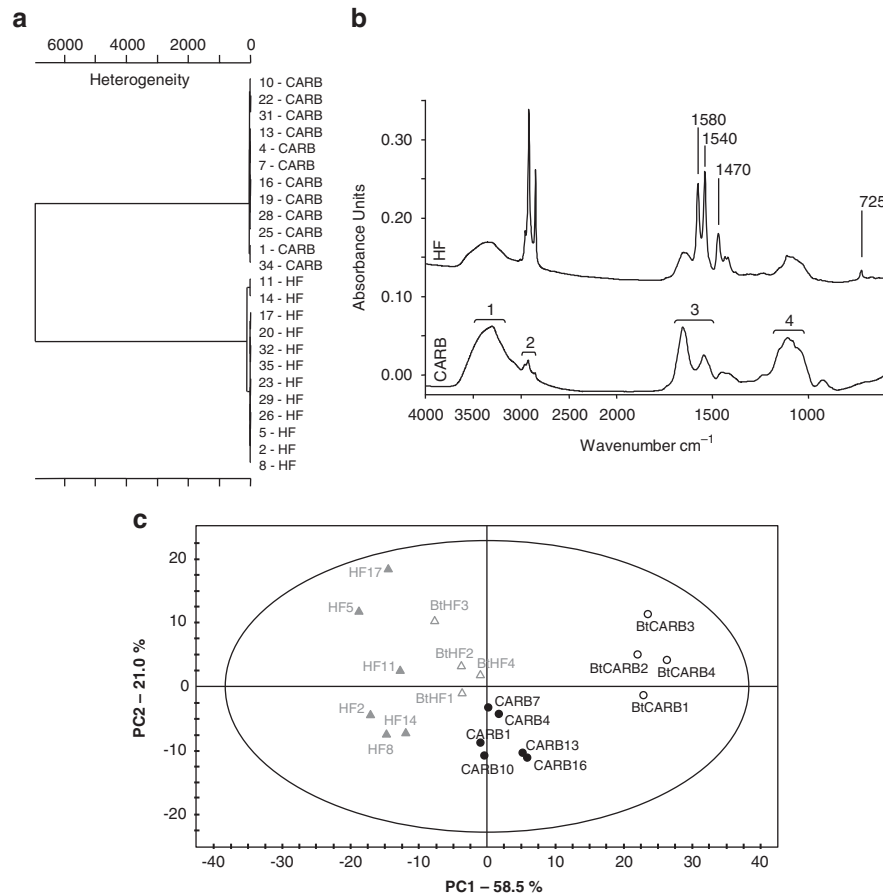 a
6000 4000 2000 0
Heterogeneity
10 - CARB
22 - CARB
31 - CARB
13 - CARB
4 - CARB
7 - CARB
16 - CARB
19 - CARB
28 - CARB
25 - CARB
1 - CARB
34 - CARB
11 - HF
14 - HF
17 - HF
20 - HF
32 - HF
35 - HF
23 - HF
29 - HF
26 - HF
5 - HF
2 - HF
8 - HF
b
Absorbance Units
0.30
0.20
0.10
0.00
1580
1540
1470
725
HF
CARB
1
2
3
4
4000 3500 3000 2500 2000 1500 1000
Wavenumber cm⁻¹
c
PC2 – 21.0 %
20
10
0
-10
-20
HF17
HF5
BtHF3
BtCARB3
BtHF2
BtHF4
BtCARB2
BtCARB4
HF11
BtHF1
BtCARB1
HF2
HF14
HF8
CARB7
CARB4
CARB1
CARB13
CARB10
CARB16
-40 -30 -20 -10 0 10 20 30 40
PC1 – 58.5 %